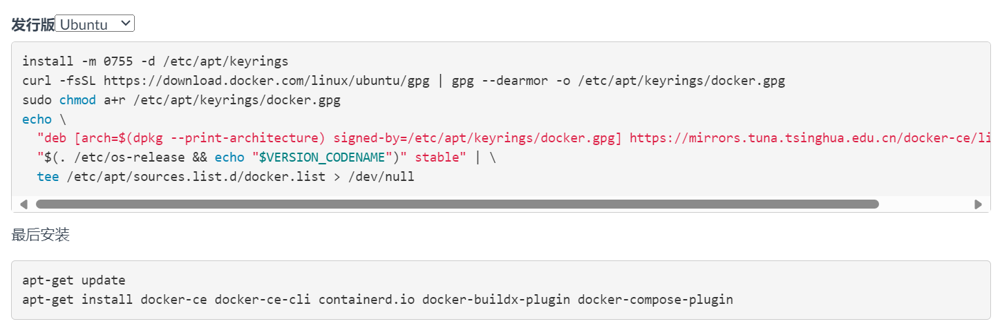 发行版 Ubuntu
install -m 0755 -d /etc/apt/keyrings
curl -fsSL https://download.docker.com/linux/ubuntu/gpg | gpg --dearmor -o /etc/apt/keyrings/docker.gpg
sudo chmod a+r /etc/apt/keyrings/docker.gpg
echo \
  "deb [arch=$(dpkg --print-architecture) signed-by=/etc/apt/keyrings/docker.gpg] https://mirrors.tuna.tsinghua.edu.cn/docker-ce/li
  "$(. /etc/os-release && echo "$VERSION_CODENAME")" stable" | \
  tee /etc/apt/sources.list.d/docker.list > /dev/null
最后安装
apt-get update
apt-get install docker-ce docker-ce-cli containerd.io docker-buildx-plugin docker-compose-plugin